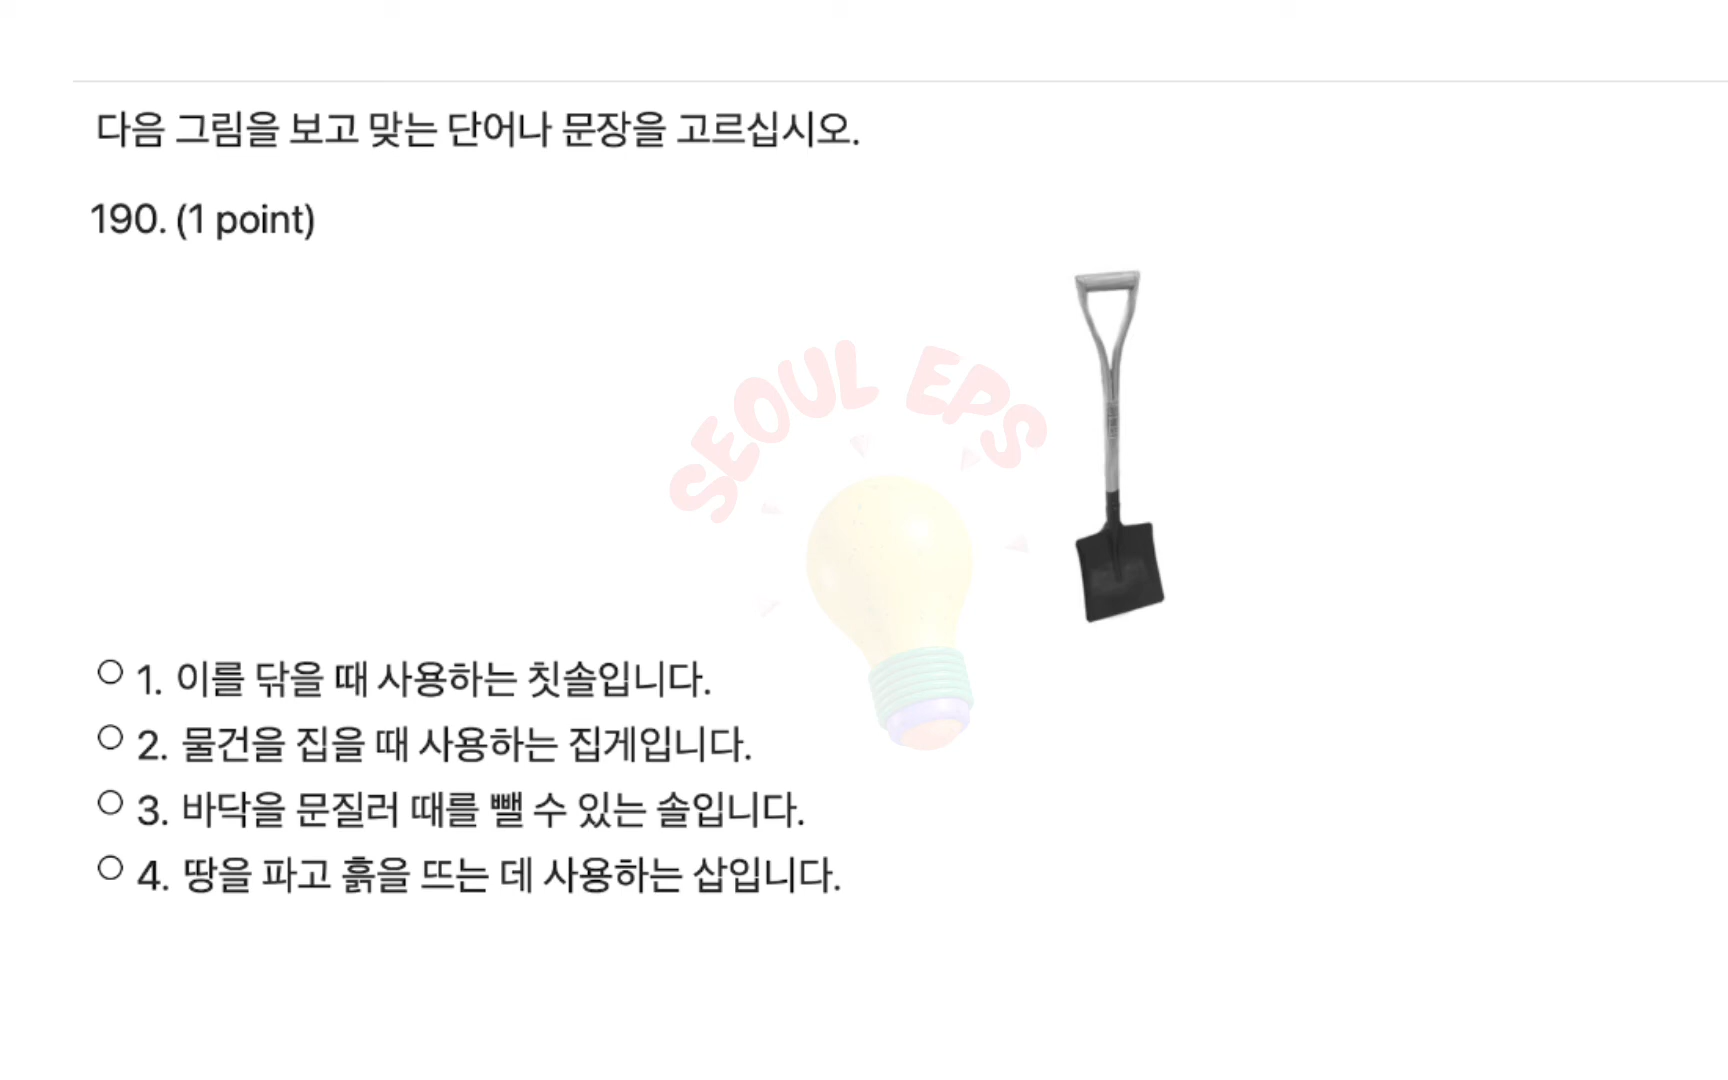 다음 그림을 보고 맞는 단어나 문장을 고르십시오.
190. (1 point)
SEOUL EPS
1. 이를 닦을 때 사용하는 칫솔입니다.
2. 물건을 집을 때 사용하는 집게입니다.
3. 바닥을 문질러 때를 뺄 수 있는 솔입니다.
4. 땅을 파고 흙을 뜨는 데 사용하는 삽입니다.